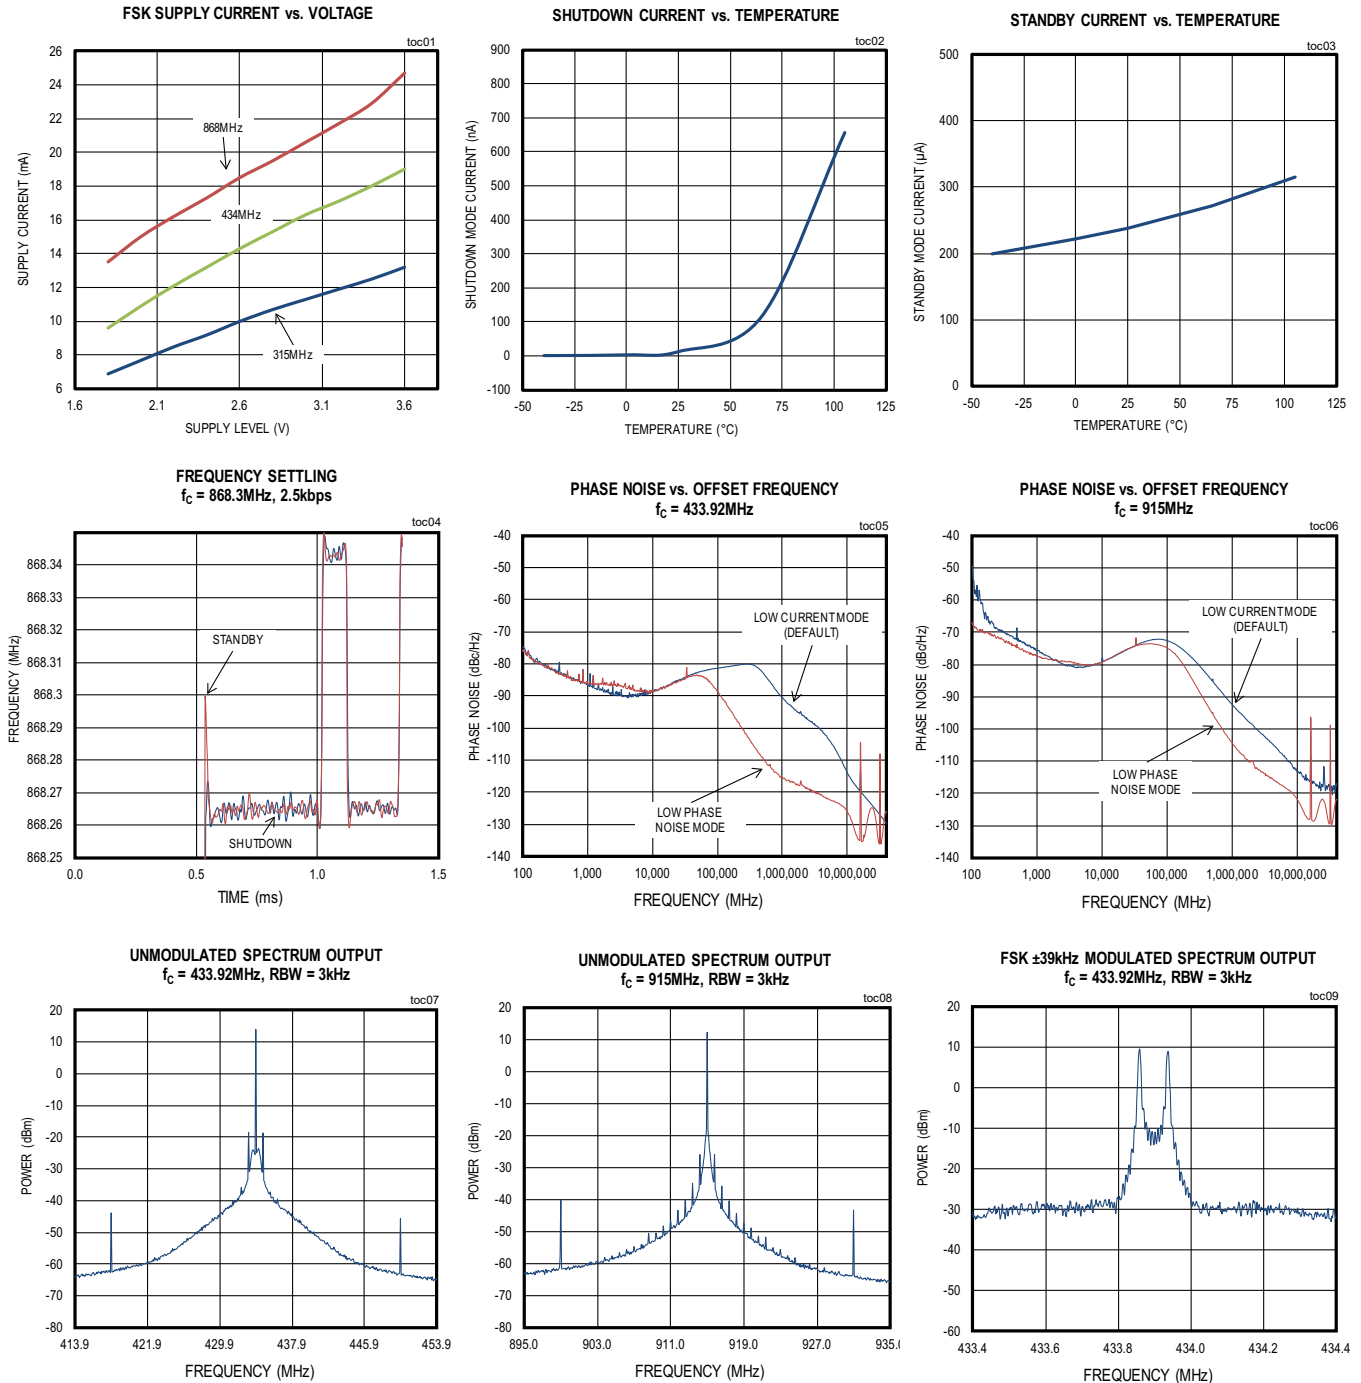 FSK SUPPLY CURRENT vs. VOLTAGE
toc01
26
24
22
20
18
16
14
12
10
8
6
SUPPLY CURRENT (mA)
868MHz
434MHz
315MHz
1.6 2.1 2.6 3.1 3.6
SUPPLY LEVEL (V)
SHUTDOWN CURRENT vs. TEMPERATURE
toc02
900
800
700
600
500
400
300
200
100
0
-100
SHUTDOWN MODE CURRENT (nA)
-50 -25 0 25 50 75 100 125
TEMPERATURE (°C)
STANDBY CURRENT vs. TEMPERATURE
toc03
500
400
300
200
100
0
STANDBY MODE CURRENT (µA)
-50 -25 0 25 50 75 100 125
TEMPERATURE (°C)
FREQUENCY SETTLING
fC = 868.3MHz, 2.5kbps
toc04
868.34
868.33
868.32
868.31
868.3
868.29
868.28
868.27
868.26
868.25
FREQUENCY (MHz)
STANDBY
SHUTDOWN
0.0 0.5 1.0 1.5
TIME (ms)
PHASE NOISE vs. OFFSET FREQUENCY
fC = 433.92MHz
toc05
-40
-50
-60
-70
-80
-90
-100
-110
-120
-130
-140
PHASE NOISE (dBc/Hz)
LOW CURRENT MODE
(DEFAULT)
LOW PHASE
NOISE MODE
100 1,000 10,000 100,000 1,000,000 10,000,000
FREQUENCY (MHz)
PHASE NOISE vs. OFFSET FREQUENCY
fC = 915MHz
toc06
-40
-50
-60
-70
-80
-90
-100
-110
-120
-130
-140
PHASE NOISE (dBc/Hz)
LOW CURRENT MODE
(DEFAULT)
LOW PHASE
NOISE MODE
100 1,000 10,000 100,000 1,000,000 10,000,000
FREQUENCY (MHz)
UNMODULATED SPECTRUM OUTPUT
fC = 433.92MHz, RBW = 3kHz
toc07
20
10
0
-10
-20
-30
-40
-50
-60
-70
-80
POWER (dBm)
413.9 421.9 429.9 437.9 445.9 453.9
FREQUENCY (MHz)
UNMODULATED SPECTRUM OUTPUT
fC = 915MHz, RBW = 3kHz
toc08
20
10
0
-10
-20
-30
-40
-50
-60
-70
-80
POWER (dBm)
895.0 903.0 911.0 919.0 927.0 935.0
FREQUENCY (MHz)
FSK ±39kHz MODULATED SPECTRUM OUTPUT
fC = 433.92MHz, RBW = 3kHz
toc09
20
10
0
-10
-20
-30
-40
-50
-60
POWER (dBm)
433.4 433.6 433.8 434.0 434.2 434.4
FREQUENCY (MHz)